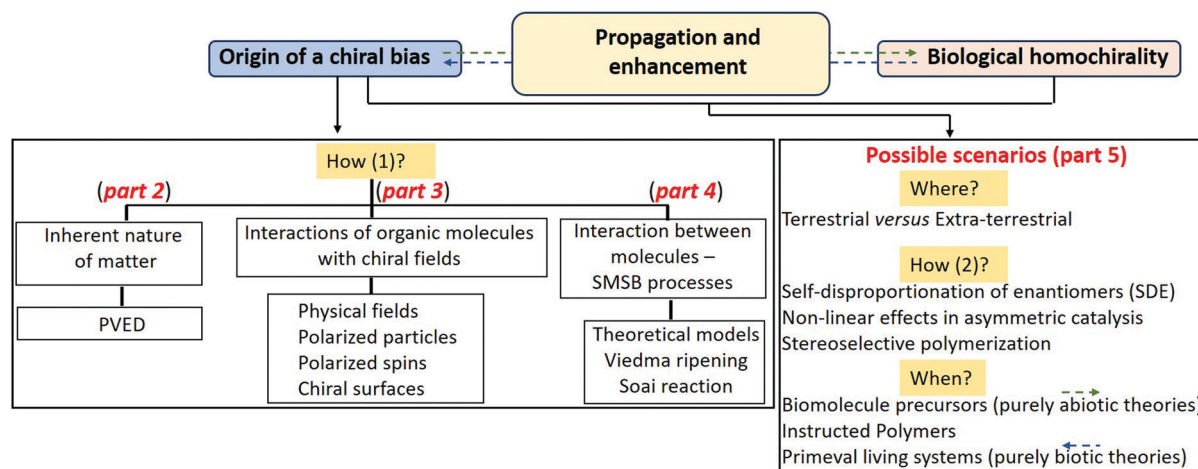 Origin of a chiral bias
Propagation and
enhancement
Biological homochirality
How (1)?
(part 2)
(part 3)
(part 4)
Inherent nature
of matter
PVED
Interactions of organic molecules
with chiral fields
Physical fields
Polarized particles
Polarized spins
Chiral surfaces
Interaction between
molecules –
SMSB processes
Theoretical models
Viedma ripening
Soai reaction
Possible scenarios (part 5)
Where?
Terrestrial versus Extra-terrestrial
How (2)?
Self-disproportionation of enantiomers (SDE)
Non-linear effects in asymmetric catalysis
Stereoselective polymerization
When?
Biomolecule precursors (purely abiotic theories)
Instructed Polymers
Primeval living systems (purely biotic theories)